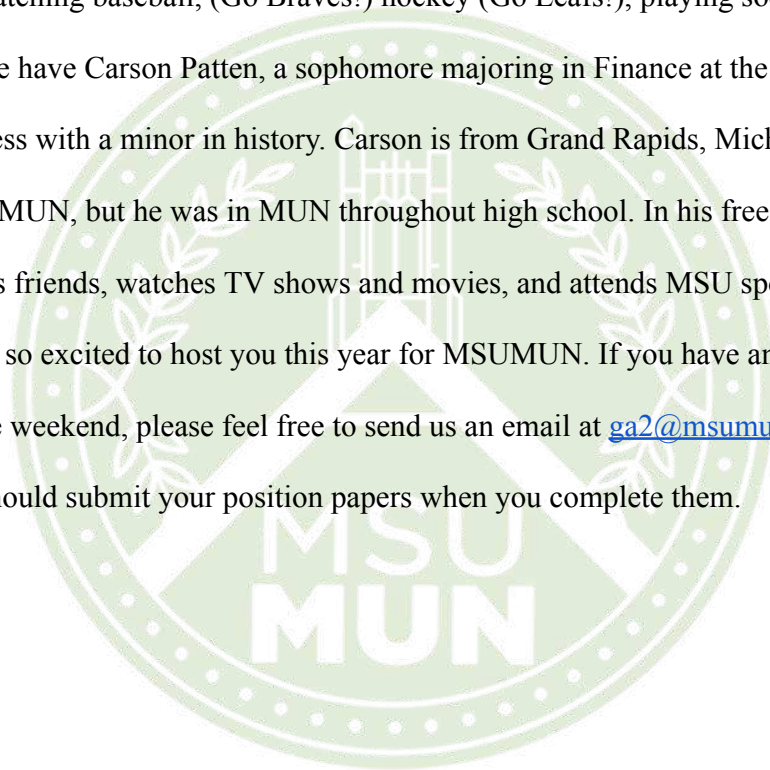 atching baseball, (Go Braves!) hockey (Go Leafs!), playing so
e have Carson Patten, a sophomore majoring in Finance at the
ess with a minor in history. Carson is from Grand Rapids, Mich
MUN, but he was in MUN throughout high school. In his free
s friends, watches TV shows and movies, and attends MSU spo
so excited to host you this year for MSUMUN. If you have an
e weekend, please feel free to send us an email at ga2@msumu
hould submit your position papers when you complete them.
MSU
MUN